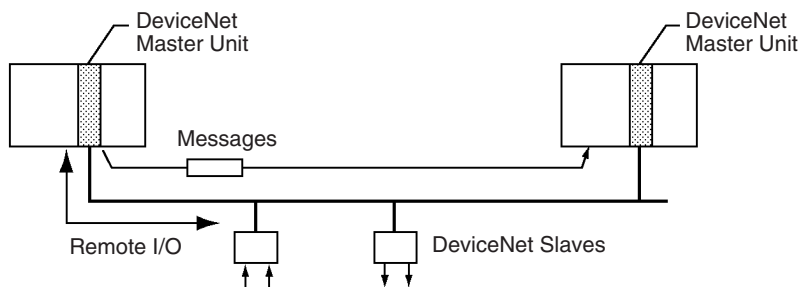 DeviceNet
Master Unit
DeviceNet
Master Unit
Messages
Remote I/O
DeviceNet Slaves